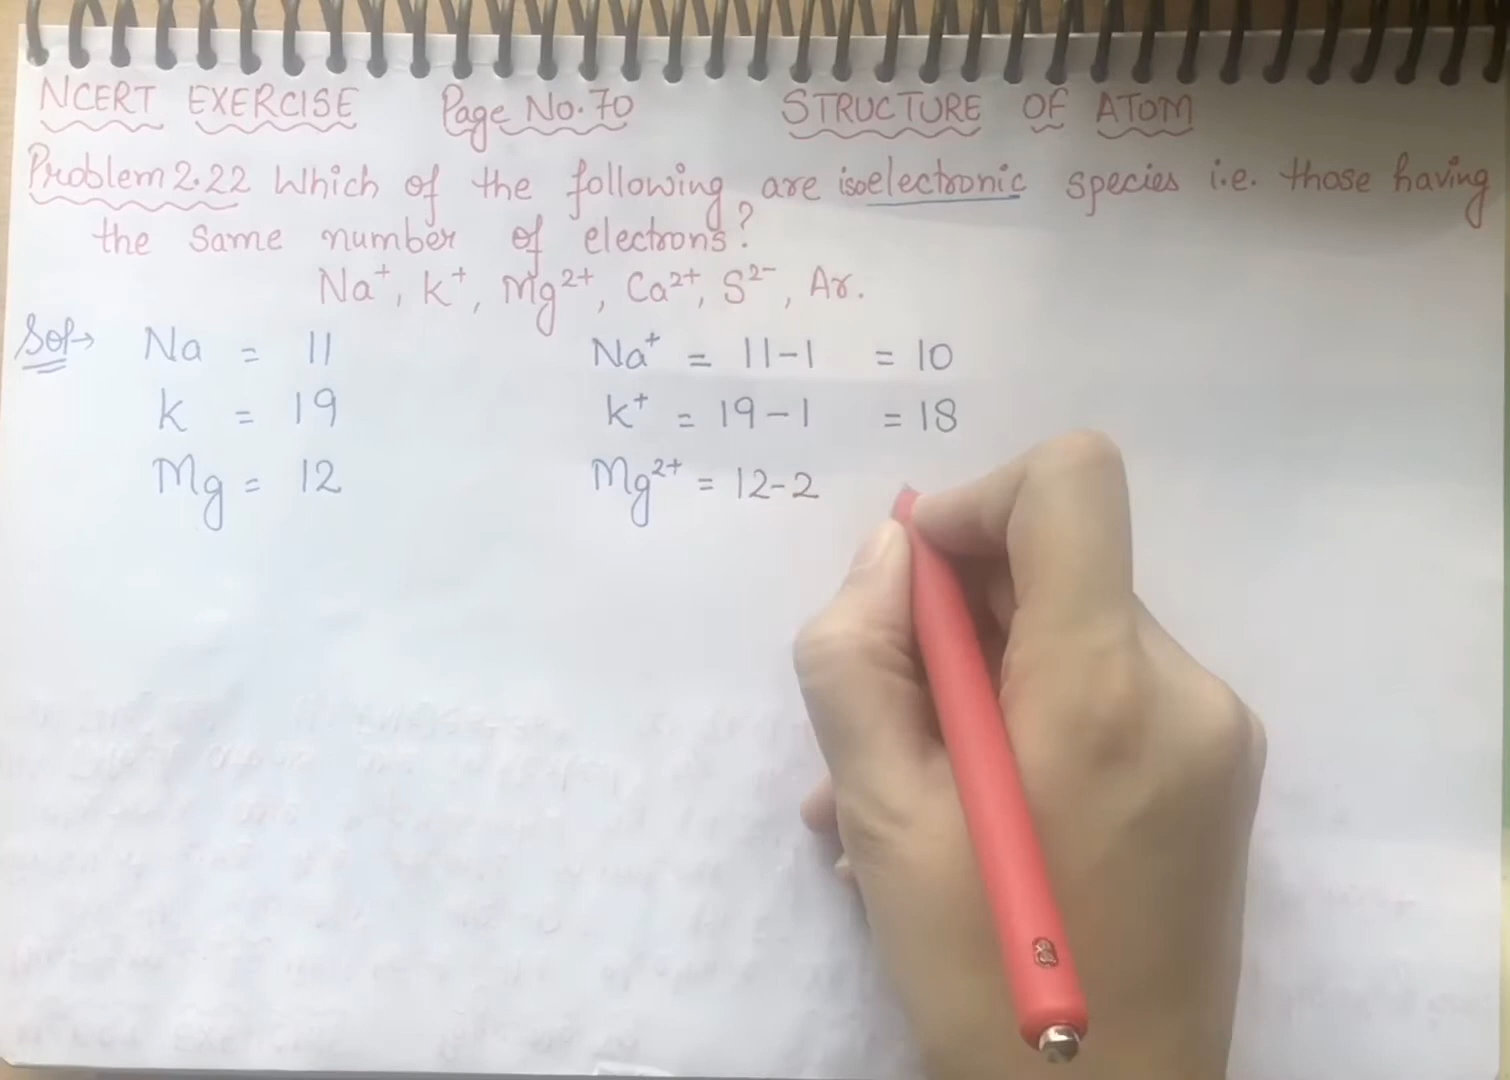 NCERT EXERCISE Page No. 70 STRUCTURE OF ATOM
Problem 2.22 Which of the following are isoelectronic species i.e. those having
the same number of electrons?
Na⁺, K⁺, Mg²⁺, Ca²⁺, S²⁻, Ar.
Sol→ Na = 11 Na⁺ = 11-1 = 10
K = 19 K⁺ = 19-1 = 18
Mg = 12 Mg²⁺ = 12-2